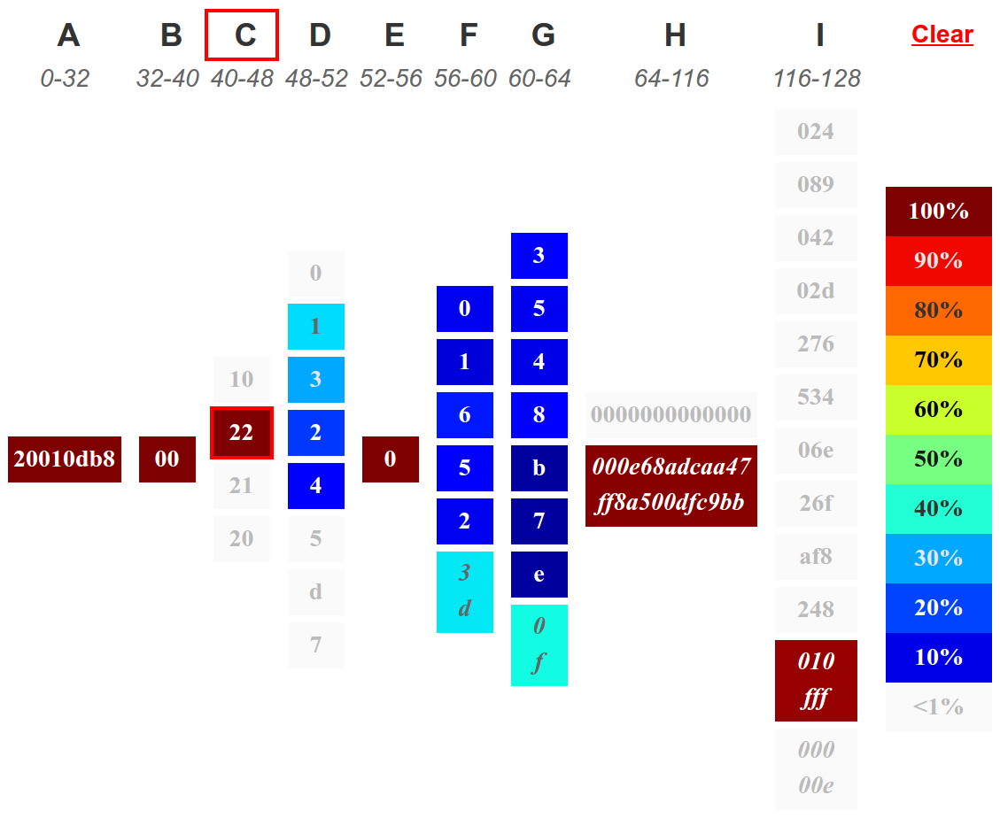 A B C D E F G H I Clear
0-32 32-40 40-48 48-52 52-56 56-60 60-64 64-116 116-128
024
089
100%
042
3 90%
0 02d
0 5 80%
1 1 276
1 4 70%
10 3 534
6 8 0000000000000 60%
22 2 06e
20010db8 00 0 5 b 000e68adcaa47 50%
21 4 ff8a500dfc9bb 26f
2 7 40%
20 5 af8
3 e 30%
d d 248
0 20%
7 f 010
10%
fff
<1%
000
00e